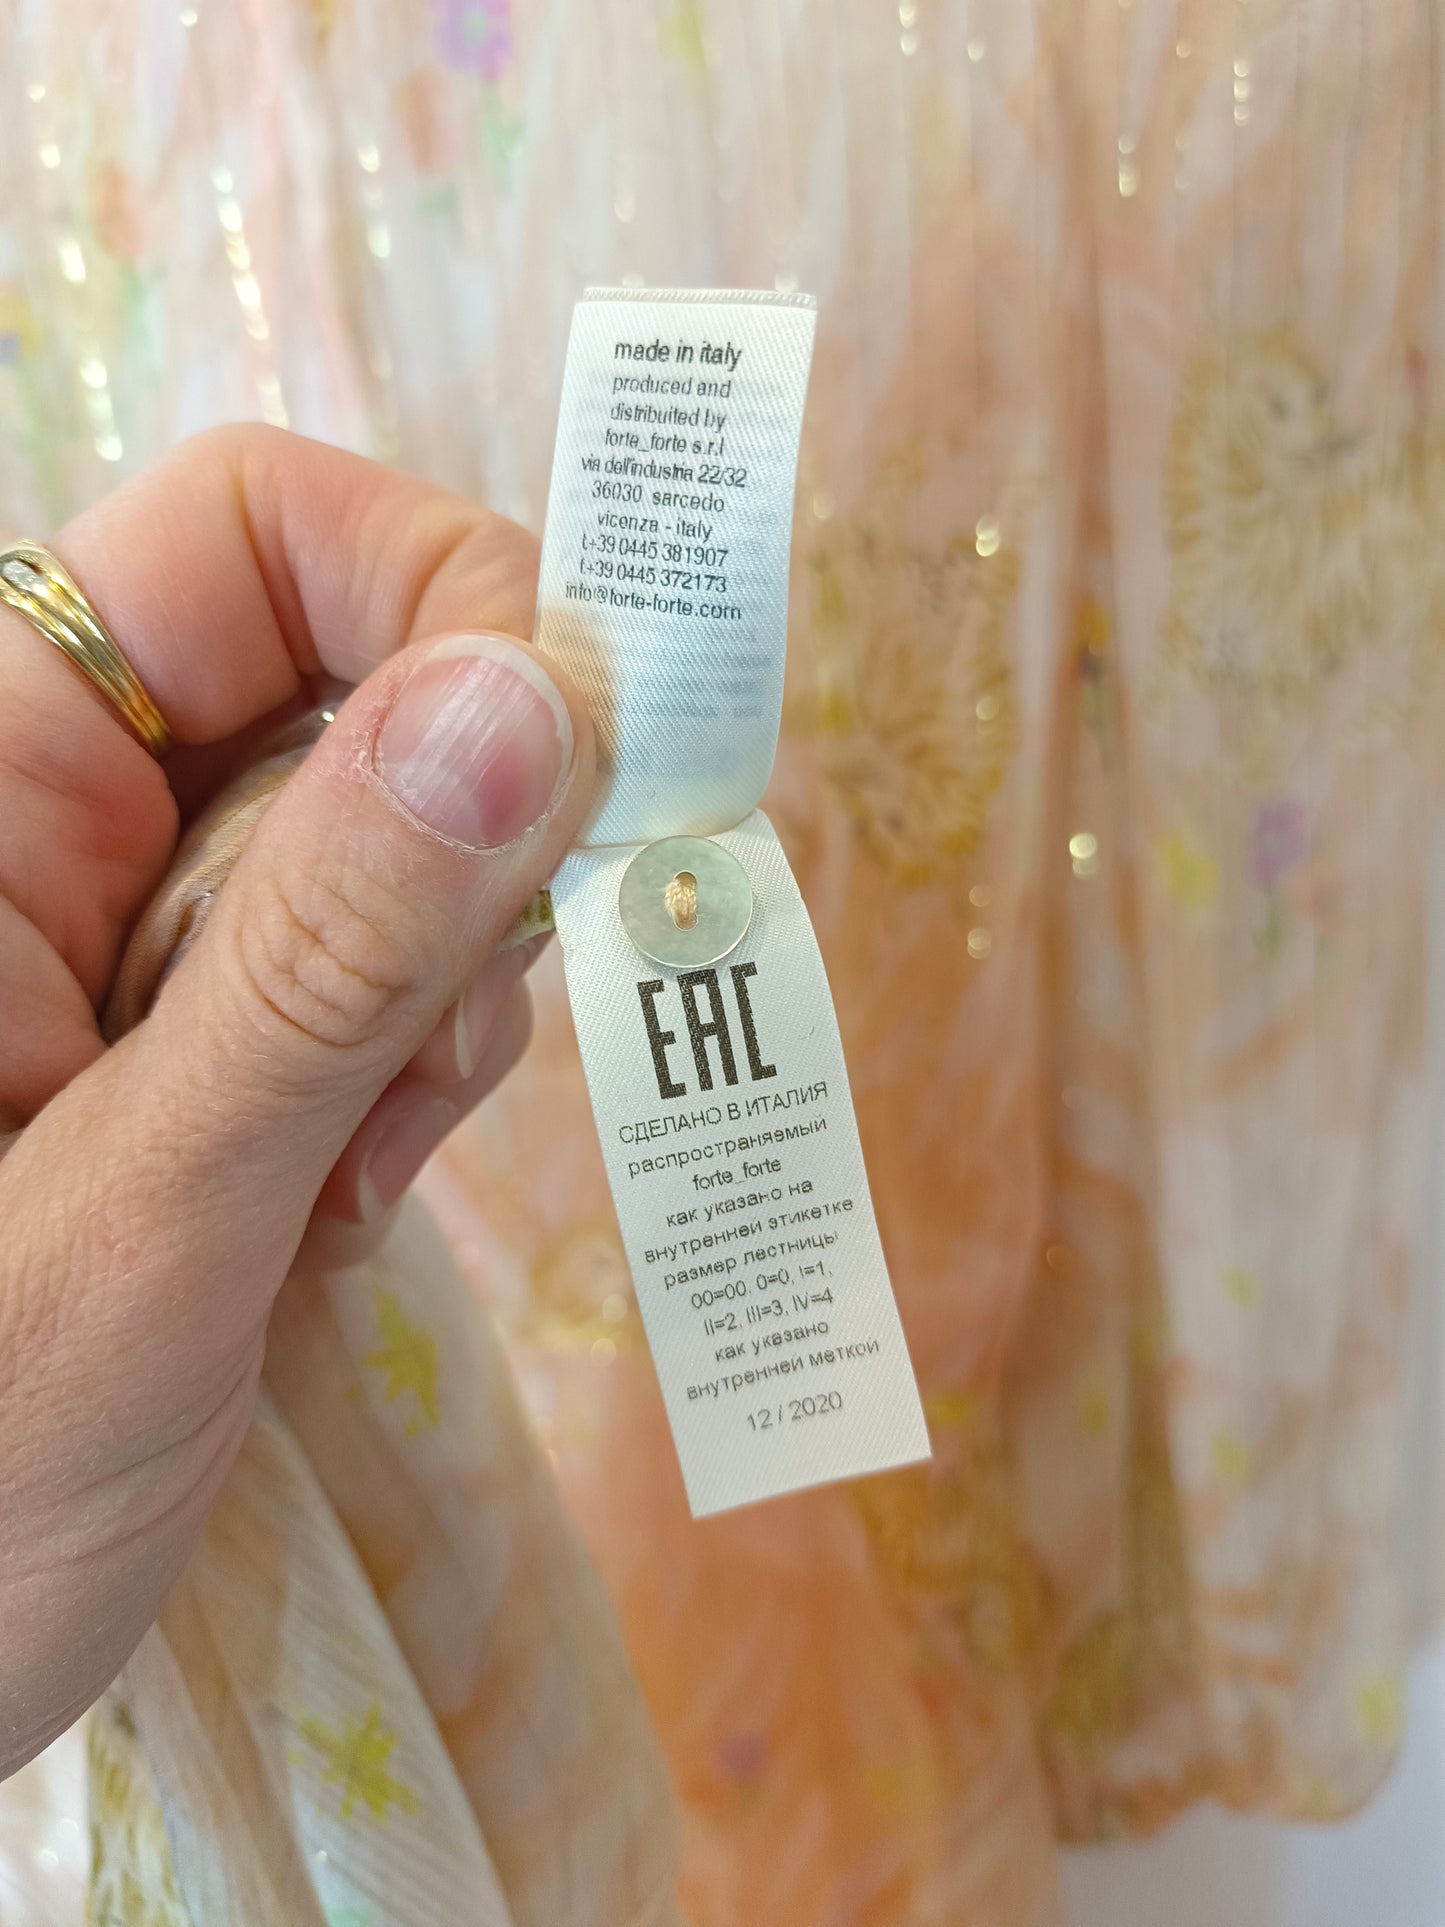 made in italy
produced and
distribuited by
forte_forte s.r.l
via dell'industria 22/32
36030 sarcedo
vicenza - italy
t.+39 0445 381907
f.+39 0445 372173
info@forte-forte.com
EAC
СДЕЛАНО В ИТАЛИЯ
распространяемый
forte_forte
как указано на
внутренней этикетке
размер лестницы
00=00, 0=0, I=1,
II=2, III=3, IV=4
как указано
внутренней меткой
12 / 2020